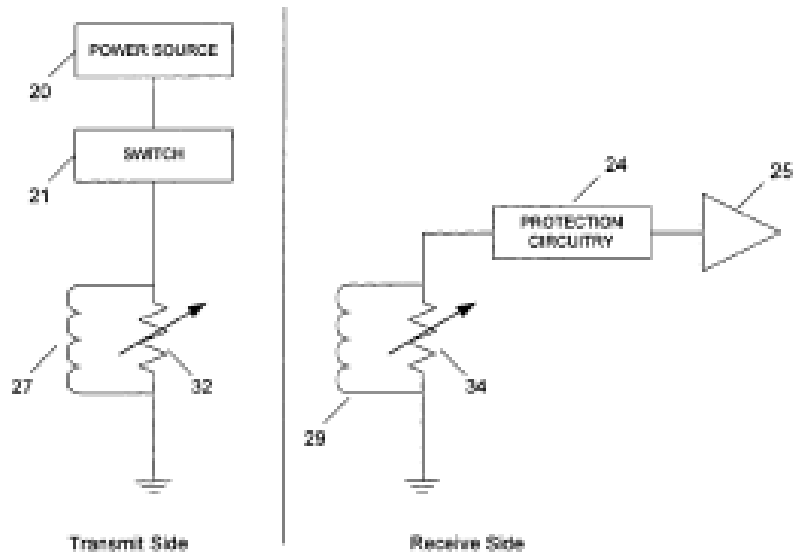 POWER SOURCE
20
SWITCH
21
24
25
PROTECTION
CIRCUITRY
27
32
29
34
Transmit Side
Receive Side